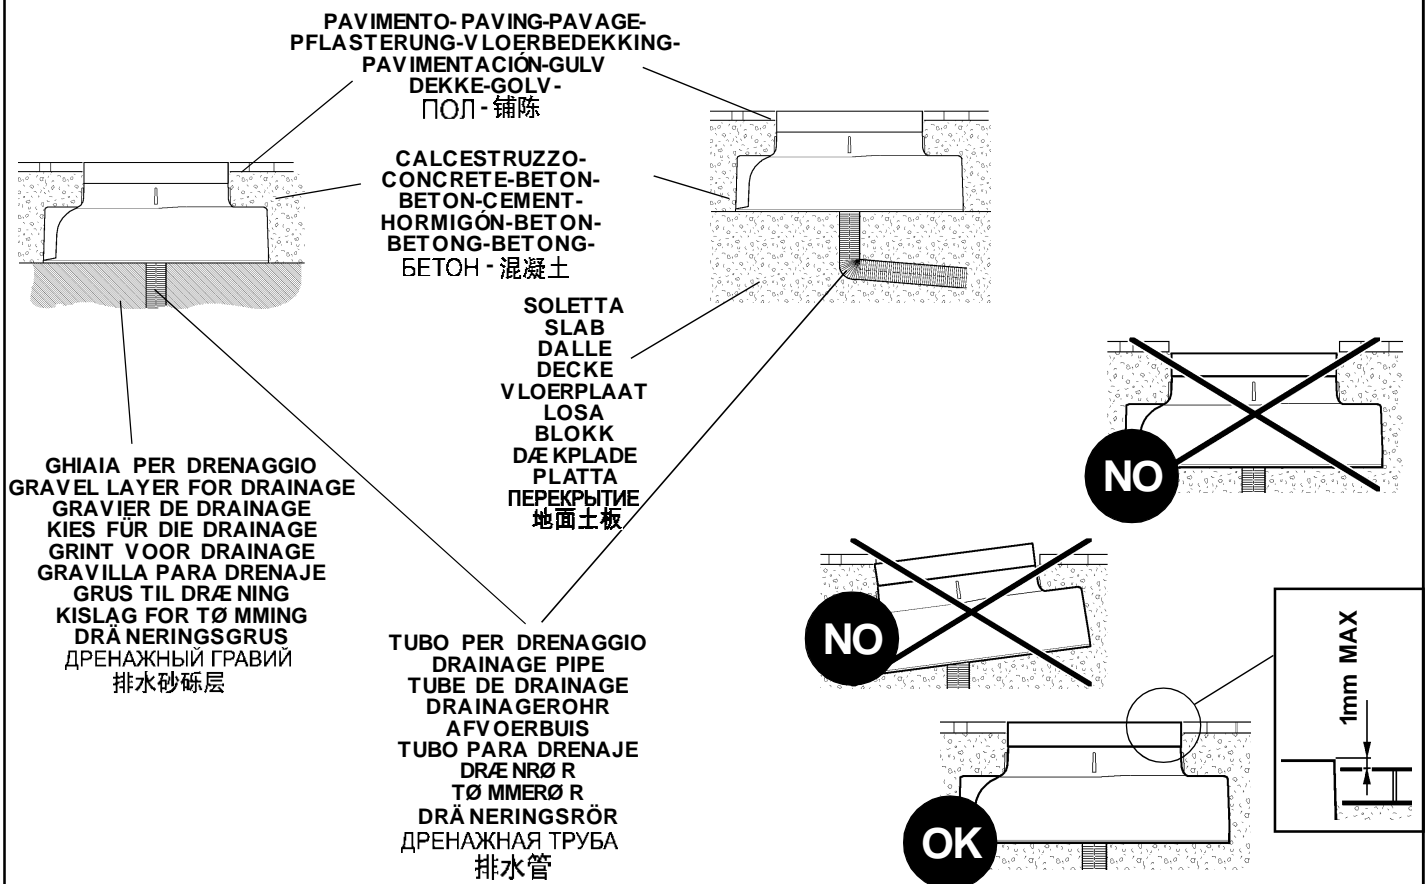 PAVIMENTO- PAVING-PAVAGE-
PFLASTERUNG-VLOERBEDEKKING-
PAVIMENTACIÓN-GULV
DEKKE-GOLV-
ПОЛ - 铺陈
CALCESTRUZZO-
CONCRETE-BETON-
BETON-CEMENT-
HORMIGÓN-BETON-
BETONG-BETONG-
БЕТОН - 混凝土
SOLETTA
SLAB
DALLE
DECKE
VLOERPLAAT
LOSA
BLOKK
DÆKPLADE
PLATTA
ПЕРЕКРЫТИЕ
地面土板
GHIAIA PER DRENAGGIO
GRAVEL LAYER FOR DRAINAGE
GRAVIER DE DRAINAGE
KIES FÜR DIE DRAINAGE
GRINT VOOR DRAINAGE
GRAVILLA PARA DRENAJE
GRUS TIL DRÆNING
KISLAG FOR TØMMING
DRÄNERINGSGRUS
ДРЕНАЖНЫЙ ГРАВИЙ
排水砂砾层
TUBO PER DRENAGGIO
DRAINAGE PIPE
TUBE DE DRAINAGE
DRAINAGEROHR
AFVOERBUIS
TUBO PARA DRENAJE
DRÆNRØR
TØMMERØR
DRÄNERINGSRÖR
ДРЕНАЖНАЯ ТРУБА
排水管
NO
NO
OK
1mm MAX